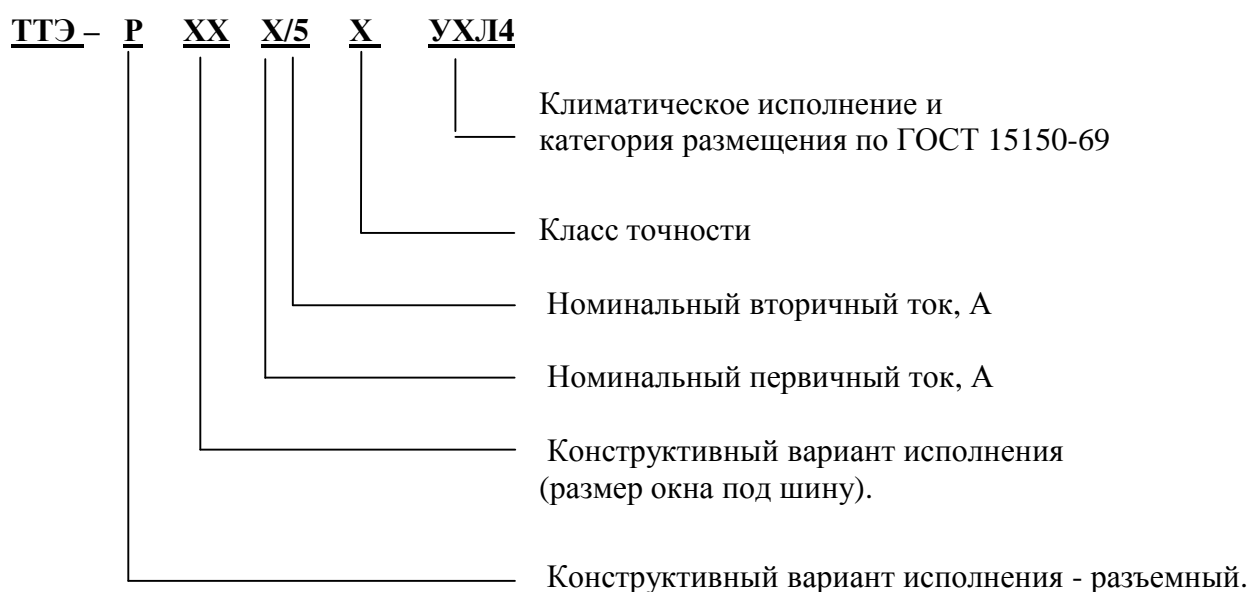 ТТЭ – Р ХХ Х/5 Х УХЛ4
Климатическое исполнение и
категория размещения по ГОСТ 15150-69
Класс точности
Номинальный вторичный ток, А
Номинальный первичный ток, А
Конструктивный вариант исполнения
(размер окна под шину).
Конструктивный вариант исполнения - разъемный.